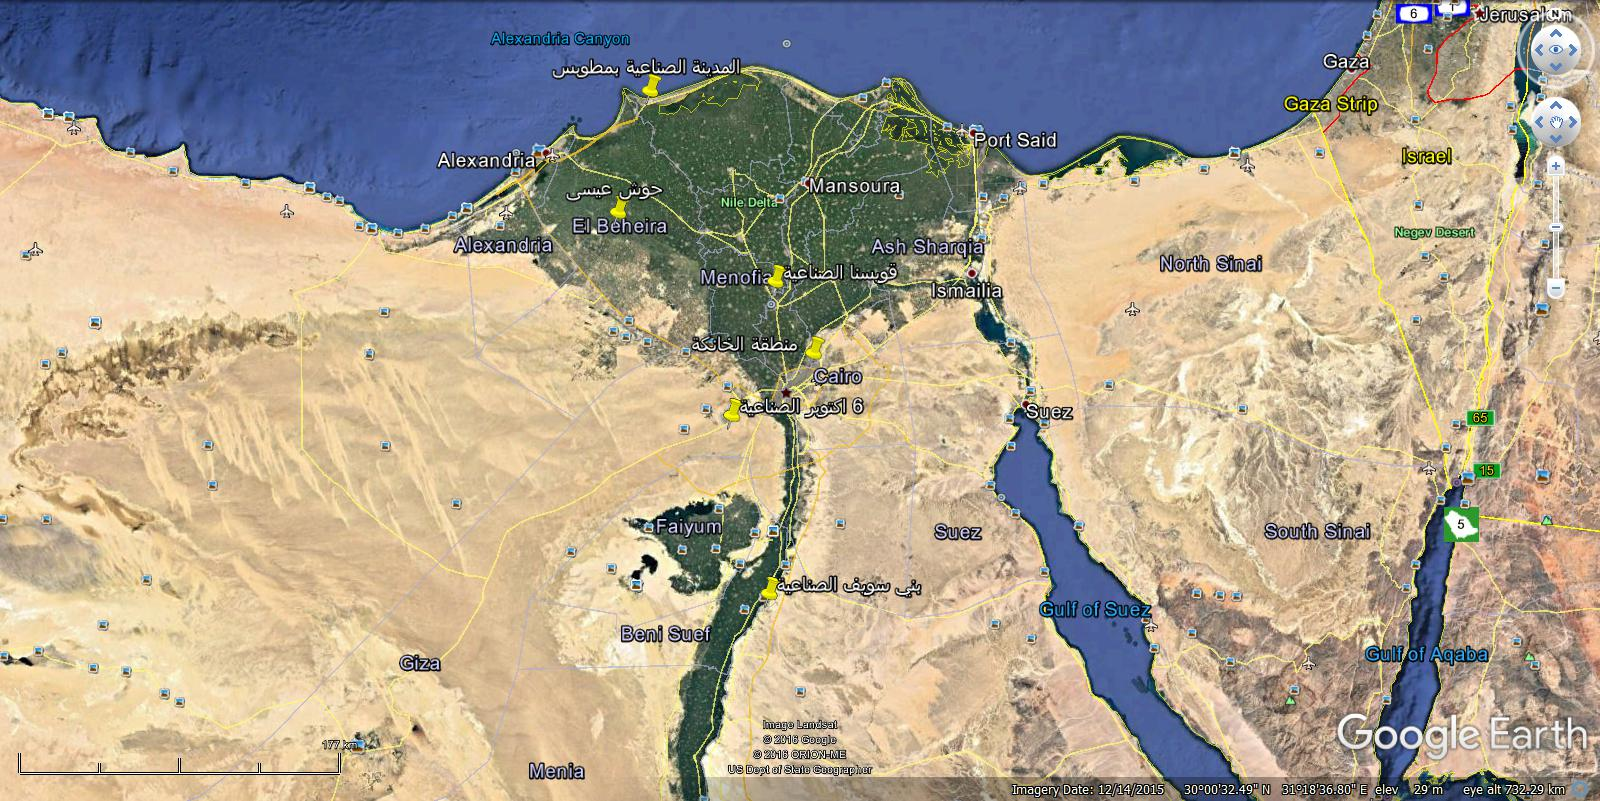 Alexandria Canyon
المدينة الصناعية بمطوبس
6
1
Jerusalem
N
Gaza
Gaza Strip
Port Said
Israel
Alexandria
حوش عيسى
Mansoura
Nile Delta
El Beheira
Alexandria
Ash Sharqia
Negev Desert
North Sinai
Menofia
قويسنا الصناعية
Ismailia
منطقة الخانكة
Cairo
6 اكتوبر الصناعية
Suez
65
15
Faiyum
Suez
South Sinai
5
بني سويف الصناعية
Gulf of Suez
Beni Suef
Giza
Gulf of Aqaba
Image Landsat
© 2016 Google
© 2016 ORION-ME
US Dept of State Geographer
Google Earth
177 km
Menia
Imagery Date: 12/14/2015 30°00'32.49" N 31°18'36.80" E elev 29 m eye alt 732.29 km